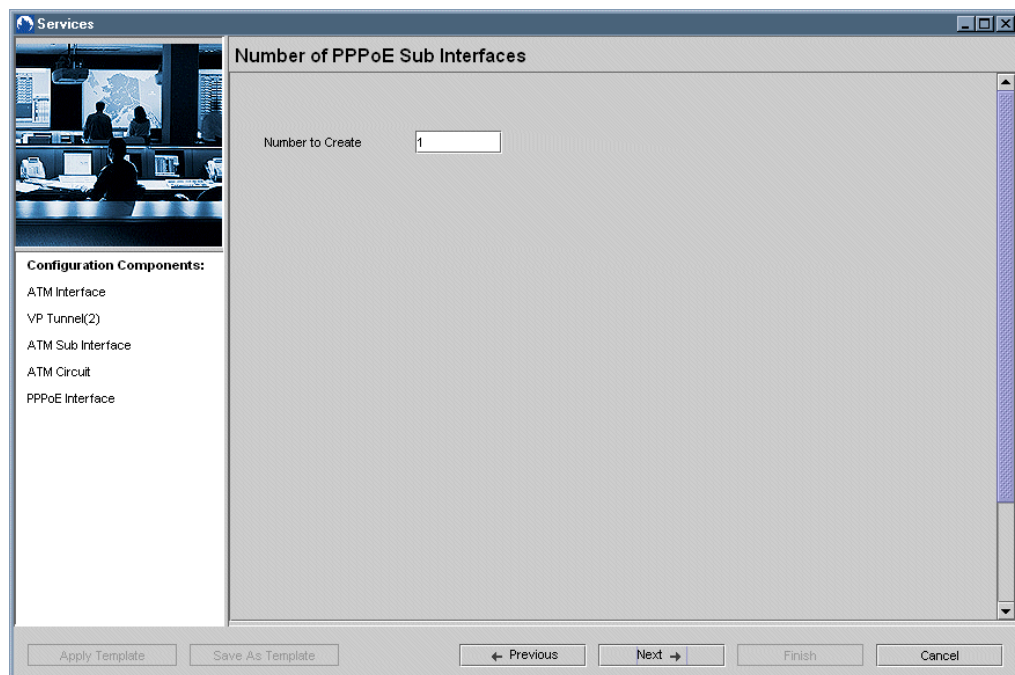 Services
Number of PPPoE Sub Interfaces
Number to Create 1
Configuration Components:
ATM Interface
VP Tunnel(2)
ATM Sub Interface
ATM Circuit
PPPoE Interface
Apply Template Save As Template ← Previous Next → Finish Cancel